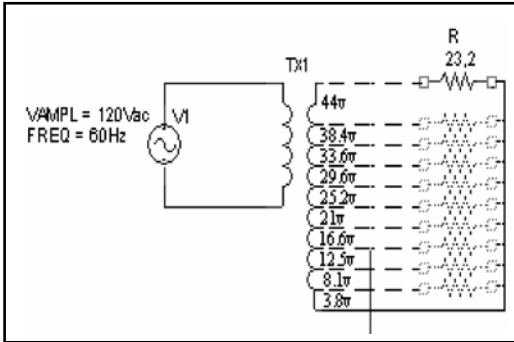 R
23,2
TX1
VAMPL = 120Vac
FREQ = 60Hz
V1
44v
38.4v
33.6v
29.6v
25.2v
21v
16.6v
12.5v
8.1v
3.8v